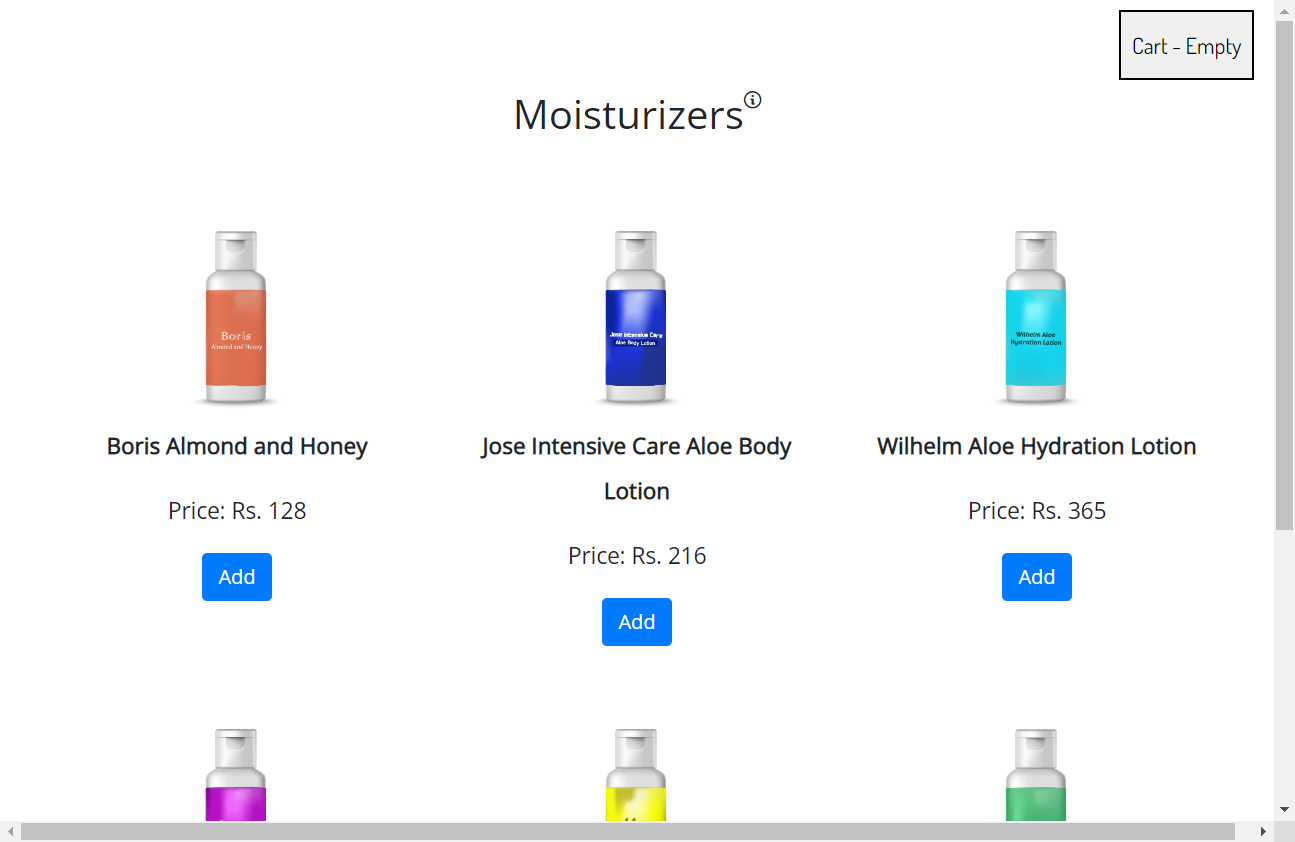 Cart - Empty
Moisturizers
Boris
Almond and Honey
Jose Intensive Care
Aloe Body Lotion
Wilhelm Aloe
Hydration Lotion
Boris Almond and Honey
Jose Intensive Care Aloe Body
Lotion
Wilhelm Aloe Hydration Lotion
Price: Rs. 128
Price: Rs. 216
Price: Rs. 365
Add
Add
Add